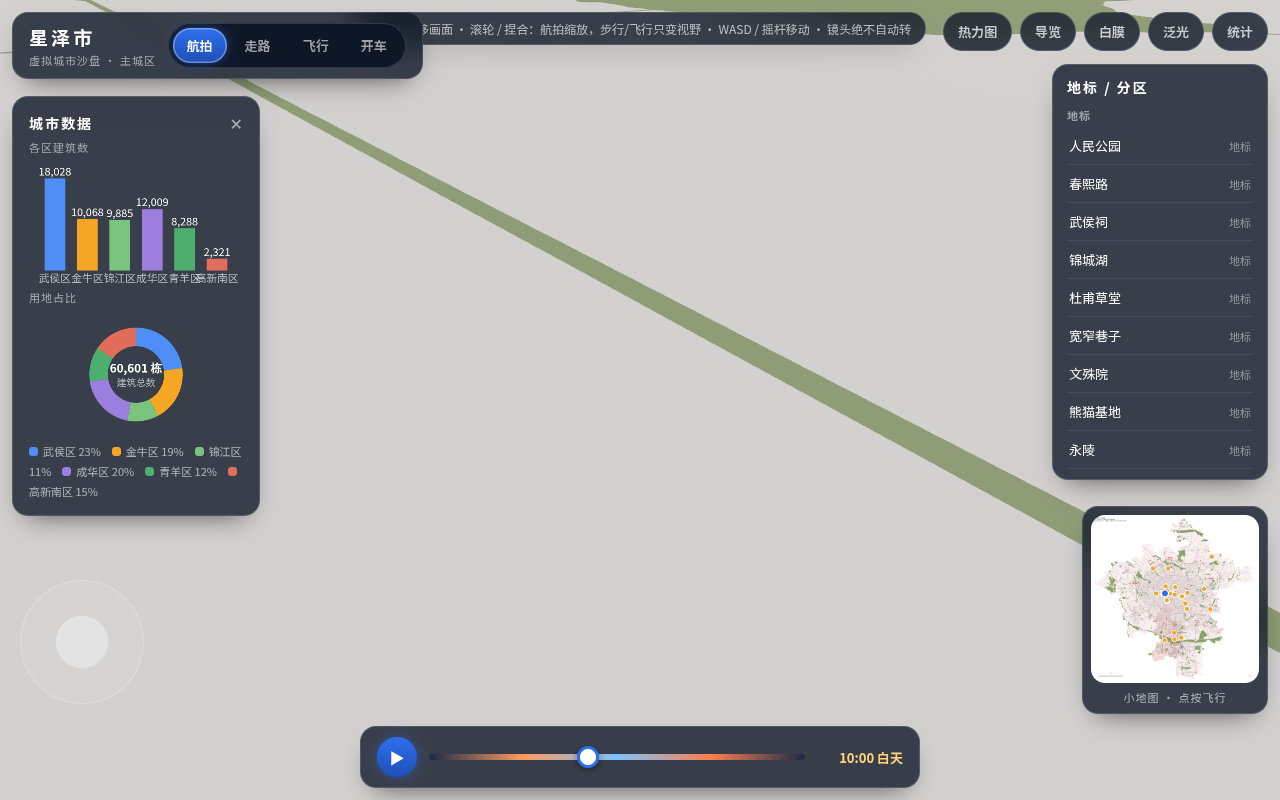 星泽市
虚拟城市沙盘 · 主城区
航拍 走路 飞行 开车
画面 · 滚轮 / 捏合：航拍缩放，步行/飞行只变视野 · WASD / 摇杆移动 · 镜头绝不自动转
热力图 导览 白膜 泛光 统计
城市数据 ✕
各区建筑数
18,028 10,068 9,885 12,009 8,288 2,321
武侯区 金牛区 锦江区 成华区 青羊区 高新南区
用地占比
60,601 栋
建筑总数
武侯区 23% 金牛区 19% 锦江区
11% 成华区 20% 青羊区 12%
高新南区 15%
地标 / 分区
地标
人民公园 地标
春熙路 地标
武侯祠 地标
锦城湖 地标
杜甫草堂 地标
宽窄巷子 地标
文殊院 地标
熊猫基地 地标
永陵 地标
小地图 · 点按飞行
10:00 白天